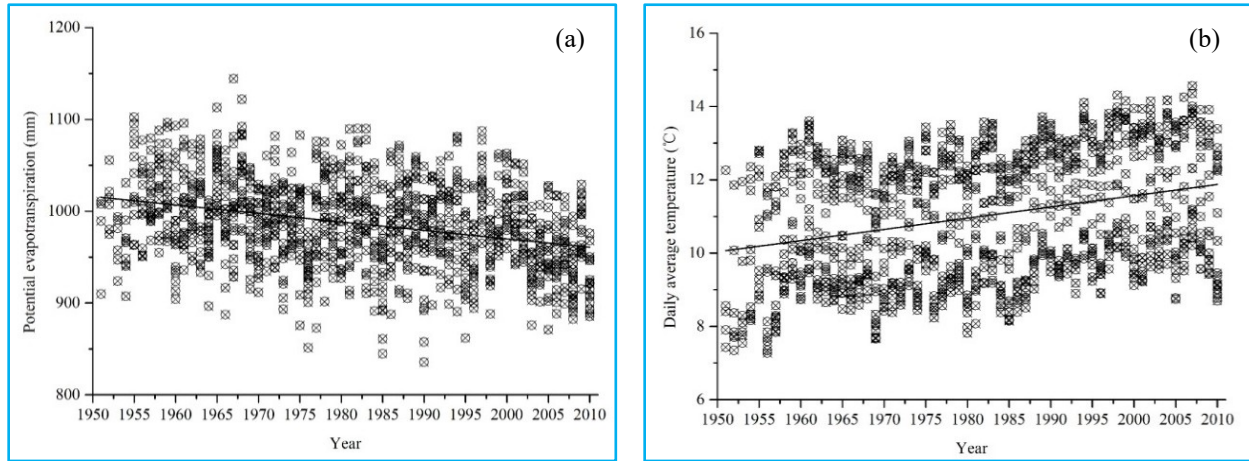 (a)
1200
1100
1000
900
800
Potential evapotranspiration (mm)
1950 1955 1960 1965 1970 1975 1980 1985 1990 1995 2000 2005 2010
Year
(b)
16
14
12
10
8
6
Daily average temperature (℃)
1950 1955 1960 1965 1970 1975 1980 1985 1990 1995 2000 2005 2010
Year